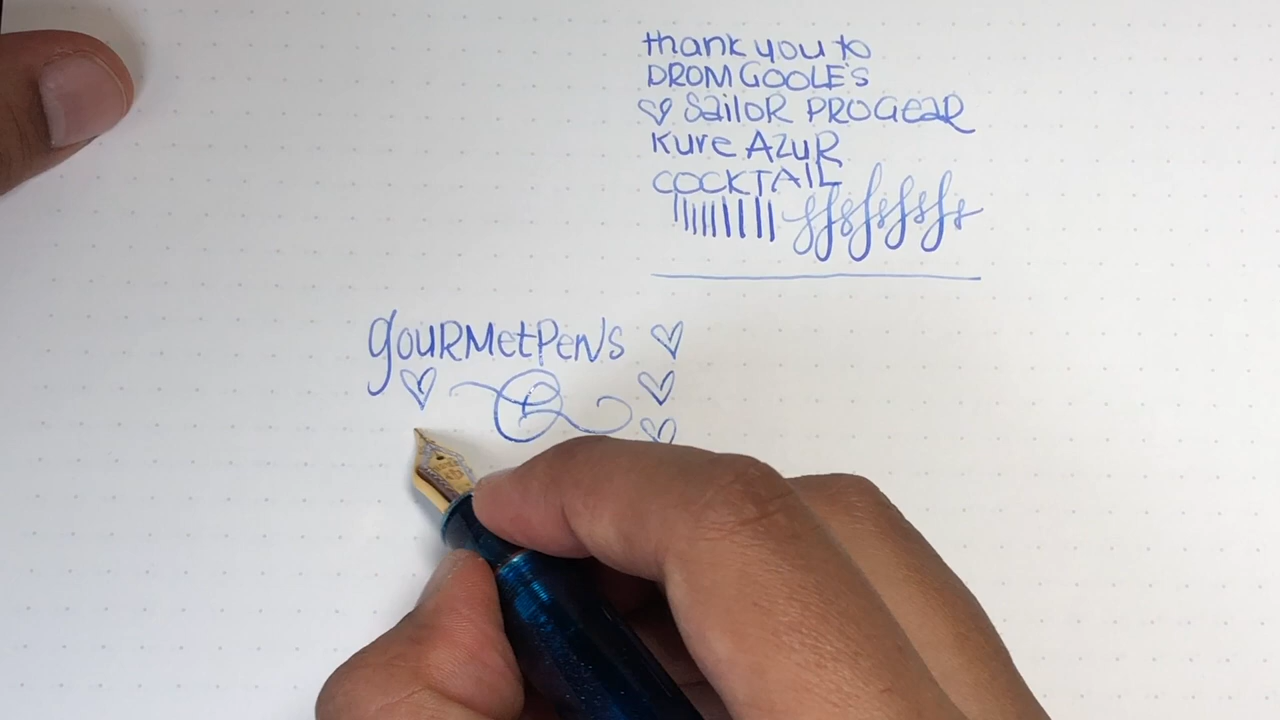 thank you to
DROMGOOLE'S
♡ SailoR PROGeaR
Kure AzuR
COCKTAIL
gouRMetPeNs